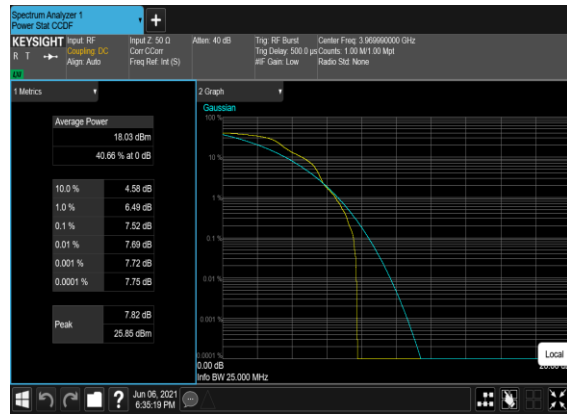 Spectrum Analyzer 1
Power Stat CCDF
KEYSIGHT
R T
Input: RF
Coupling: DC
Align: Auto
Input Z: 50 Ω
Corr CCorr
Freq Ref: Int (S)
Atten: 40 dB
Trig: RF Burst
Trig Delay: 500.0 µs
#IF Gain: Low
Center Freq: 3.969990000 GHz
Counts: 1.00 M/1.00 Mpt
Radio Std: None
1 Metrics
Average Power
18.03 dBm
40.66 % at 0 dB
10.0 % 4.58 dB
1.0 % 6.49 dB
0.1 % 7.52 dB
0.01 % 7.69 dB
0.001 % 7.72 dB
0.0001 % 7.75 dB
Peak
7.82 dB
25.85 dBm
2 Graph
Gaussian
100 %
10 %
1 %
0.1 %
0.01 %
0.001 %
0.0001 %
0.00 dB
Info BW 25.000 MHz
Local
Jun 06, 2021
6:35:19 PM